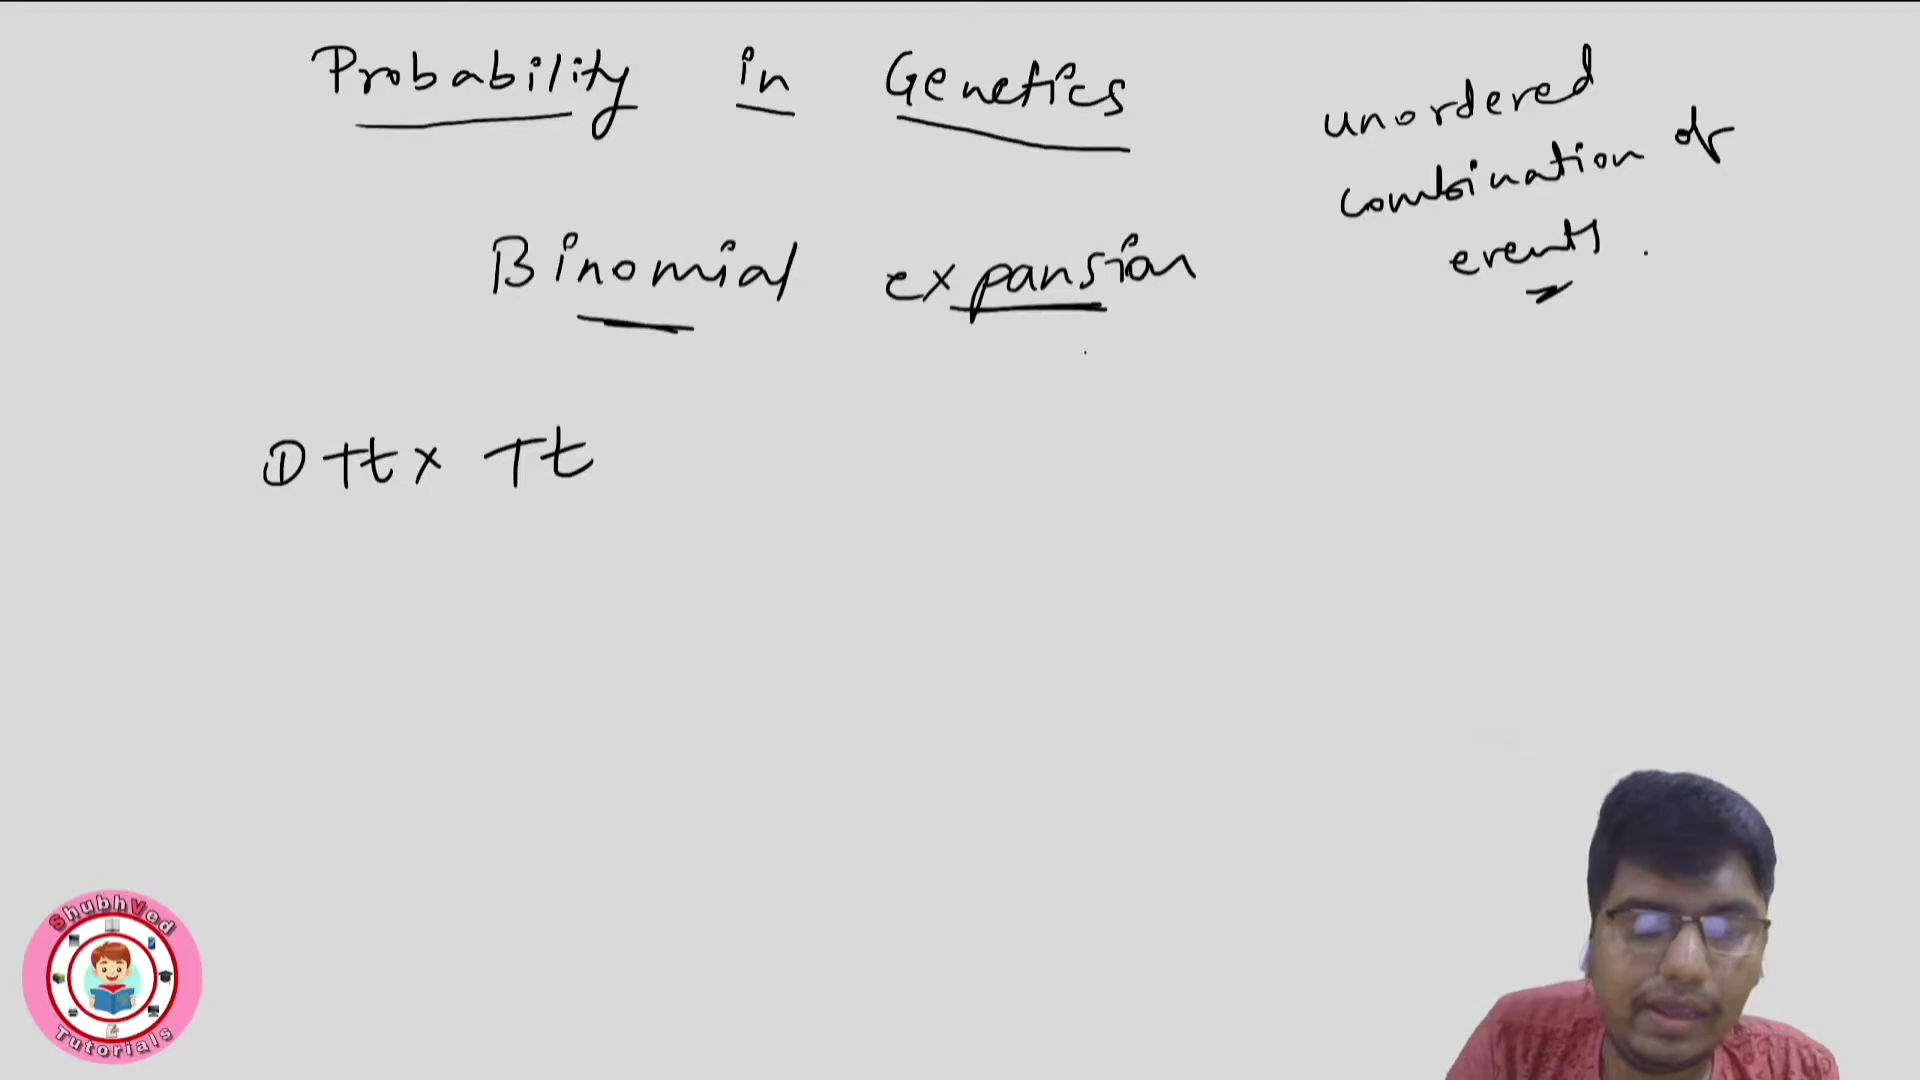 Probability in Genetics
unordered
combination of
events.
Binomial expansion
① Tt x Tt
ShubhVed
Tutorials